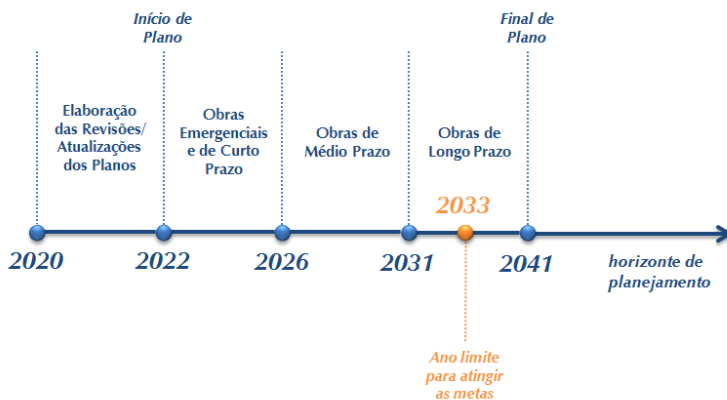 Início de
Plano
Final de
Plano
Elaboração
das Revisões/
Atualizações
dos Planos
Obras
Emergenciais
e de Curto
Prazo
Obras de
Médio Prazo
Obras de
Longo Prazo
2033
2020
2022
2026
2031
2041
horizonte de
planejamento
Ano limite
para atingir
as metas